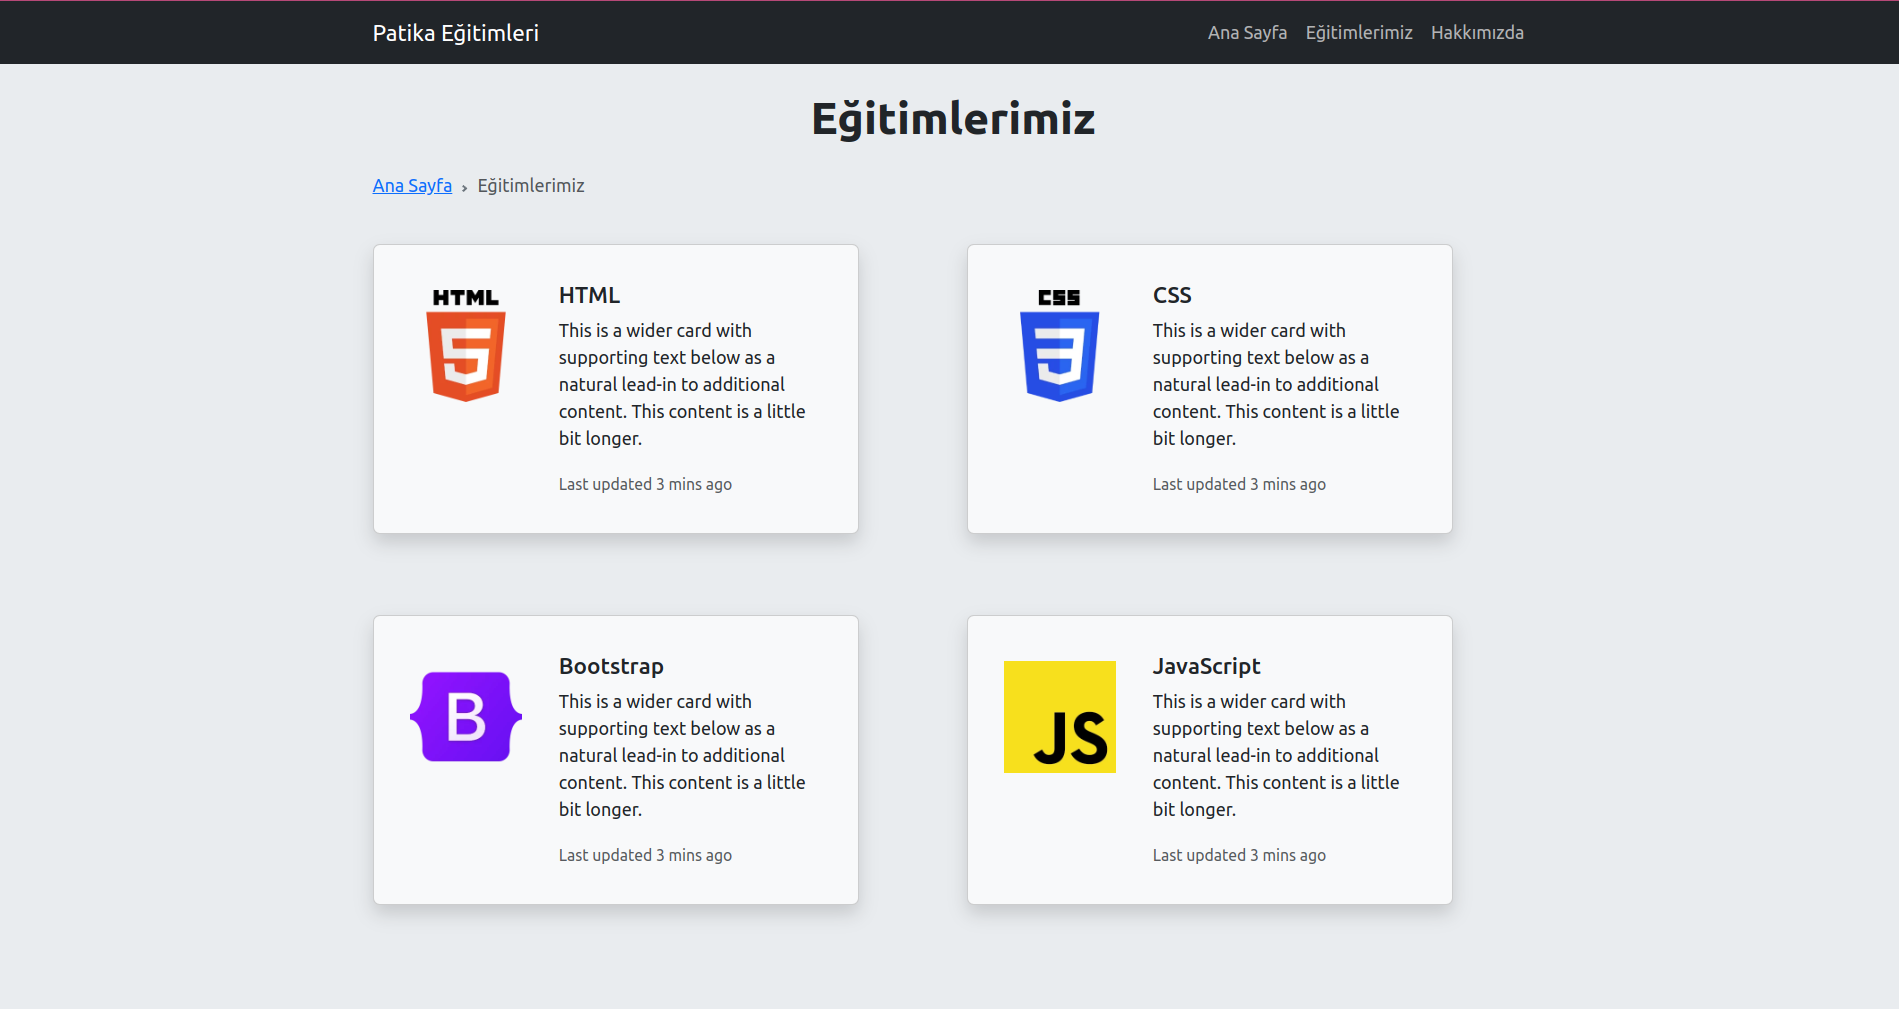 Patika Eğitimleri
Ana Sayfa Eğitimlerimiz Hakkımızda
Eğitimlerimiz
Ana Sayfa › Eğitimlerimiz
HTML
HTML
This is a wider card with
supporting text below as a
natural lead-in to additional
content. This content is a little
bit longer.
Last updated 3 mins ago
CSS
CSS
This is a wider card with
supporting text below as a
natural lead-in to additional
content. This content is a little
bit longer.
Last updated 3 mins ago
B
Bootstrap
This is a wider card with
supporting text below as a
natural lead-in to additional
content. This content is a little
bit longer.
Last updated 3 mins ago
JS
JavaScript
This is a wider card with
supporting text below as a
natural lead-in to additional
content. This content is a little
bit longer.
Last updated 3 mins ago